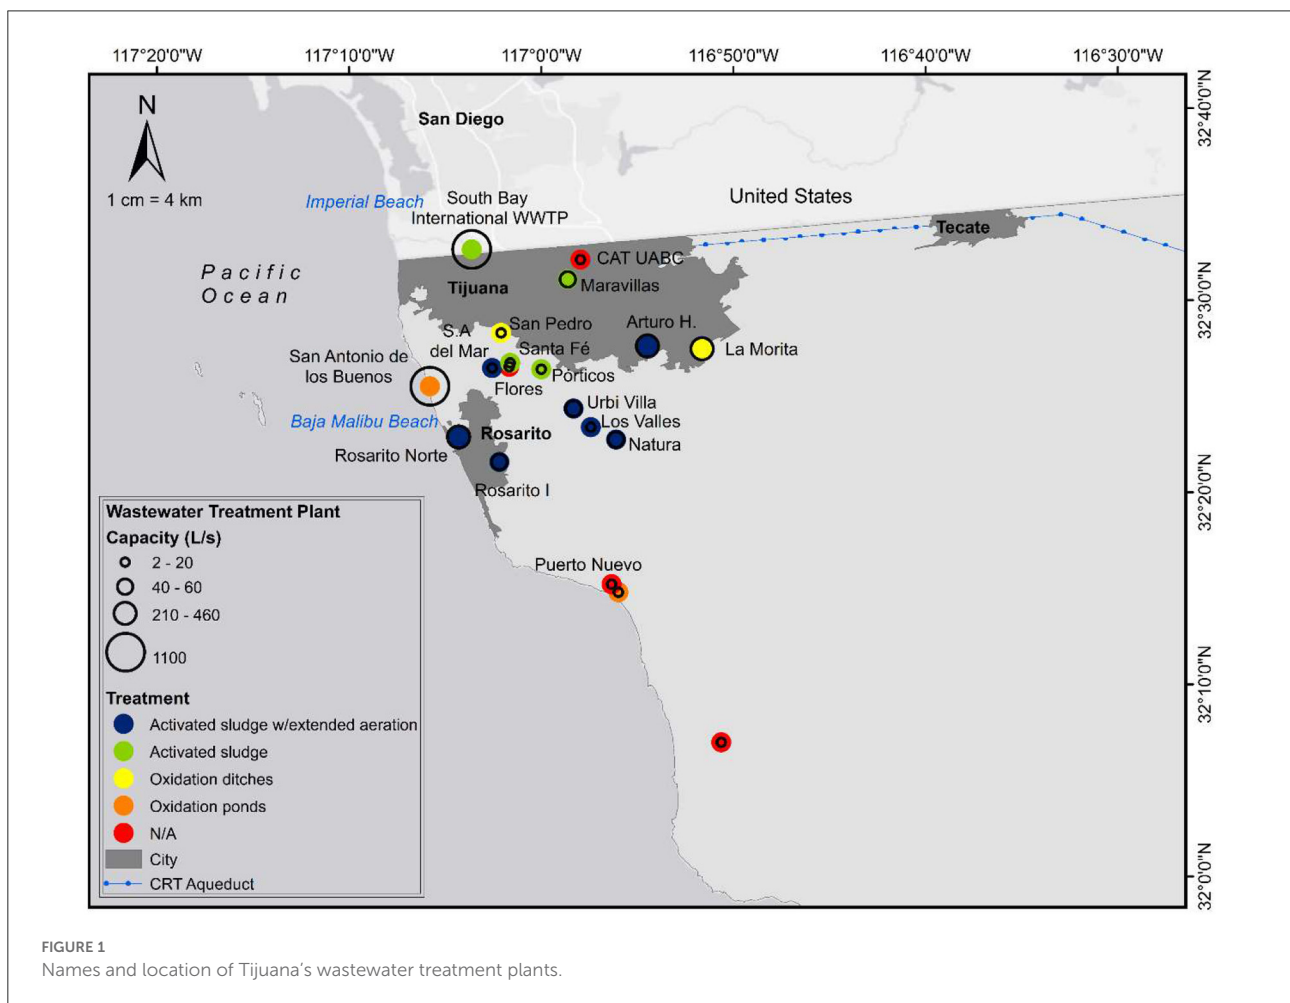 117°20'0"W 117°10'0"W 117°0'0"W 116°50'0"W 116°40'0"W 116°30'0"W
32°40'0"N
32°30'0"N
32°20'0"N
32°10'0"N
32°0'0"N
N
1 cm = 4 km
San Diego
Imperial Beach
South Bay
International WWTP
United States
Tecate
Pacific
Ocean
CAT UABC
Tijuana
Maravillas
San Pedro
Arturo H.
S.A
del Mar
Santa Fé
La Morita
San Antonio de
los Buenos
Flores
Pórticos
Urbi Villa
Baja Malibu Beach
Los Valles
Rosarito
Natura
Rosarito Norte
Rosarito I
Puerto Nuevo
Wastewater Treatment Plant
Capacity (L/s)
2 - 20
40 - 60
210 - 460
1100
Treatment
Activated sludge w/extended aeration
Activated sludge
Oxidation ditches
Oxidation ponds
N/A
City
CRT Aqueduct
FIGURE 1
Names and location of Tijuana's wastewater treatment plants.